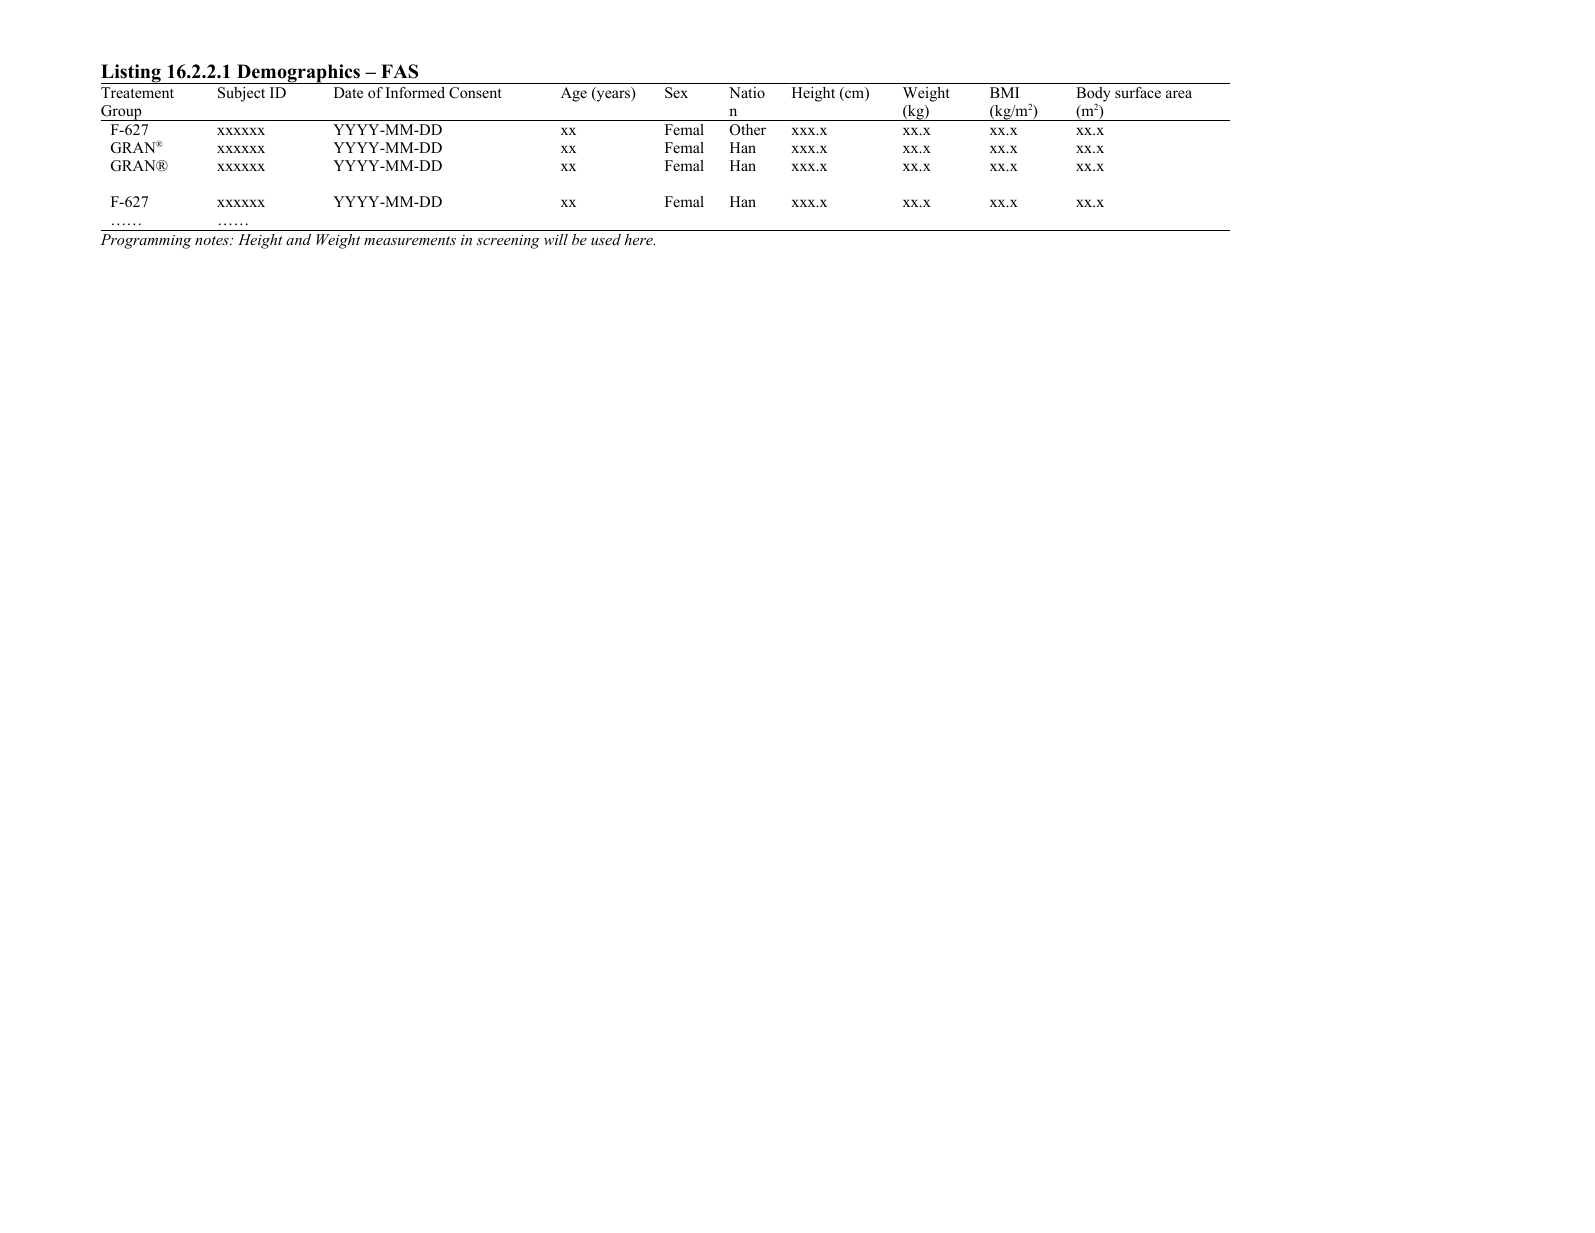 Listing 16.2.2.1 Demographics – FAS
Treatement Group Subject ID Date of Informed Consent Age (years) Sex Nation Height (cm) Weight (kg) BMI (kg/m²) Body surface area (m²)
F-627 xxxxxx YYYY-MM-DD xx Femal Other xxx.x xx.x xx.x xx.x
GRAN® xxxxxx YYYY-MM-DD xx Femal Han xxx.x xx.x xx.x xx.x
GRAN® xxxxxx YYYY-MM-DD xx Femal Han xxx.x xx.x xx.x xx.x
F-627 xxxxxx YYYY-MM-DD xx Femal Han xxx.x xx.x xx.x xx.x
…… ……
Programming notes: Height and Weight measurements in screening will be used here.